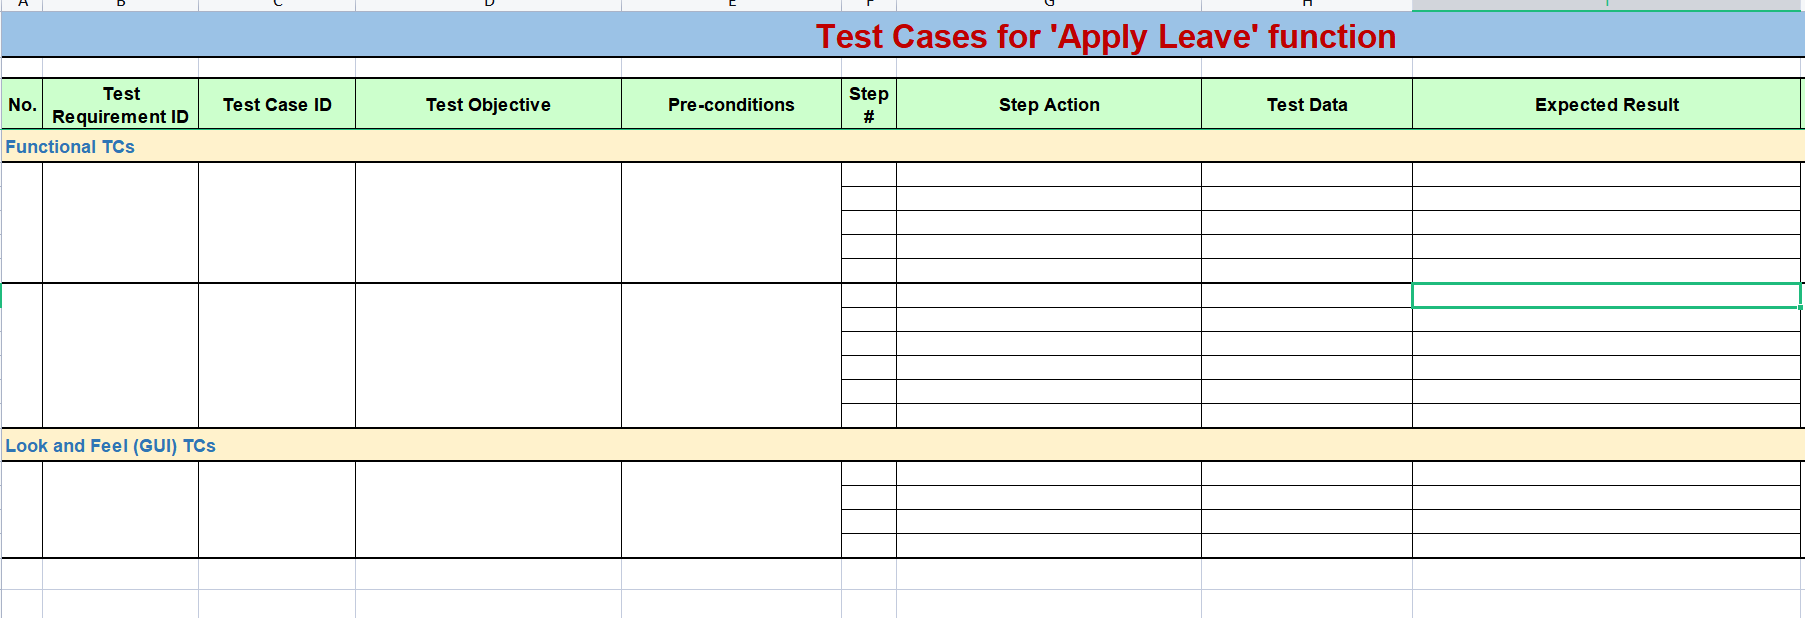 A B C D E F G H I
Test Cases for 'Apply Leave' function
No. Test Requirement ID Test Case ID Test Objective Pre-conditions Step # Step Action Test Data Expected Result
Functional TCs
Look and Feel (GUI) TCs